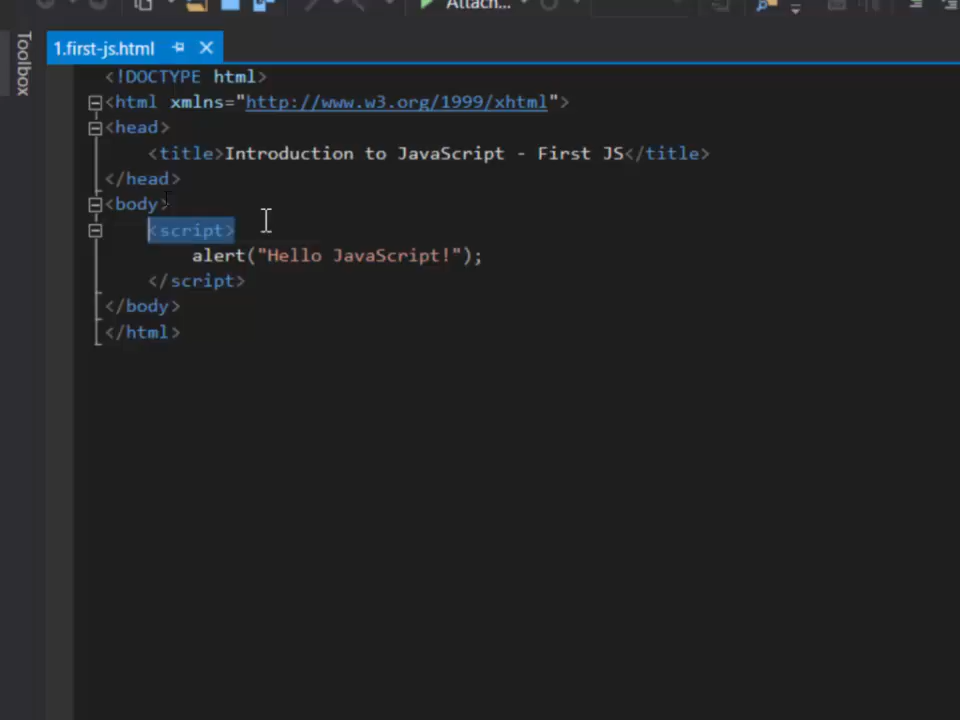 Attach...
Toolbox
1.first-js.html
<!DOCTYPE html>
<html xmlns="http://www.w3.org/1999/xhtml">
<head>
    <title>Introduction to JavaScript - First JS</title>
</head>
<body>
    <script>
        alert("Hello JavaScript!");
    </script>
</body>
</html>